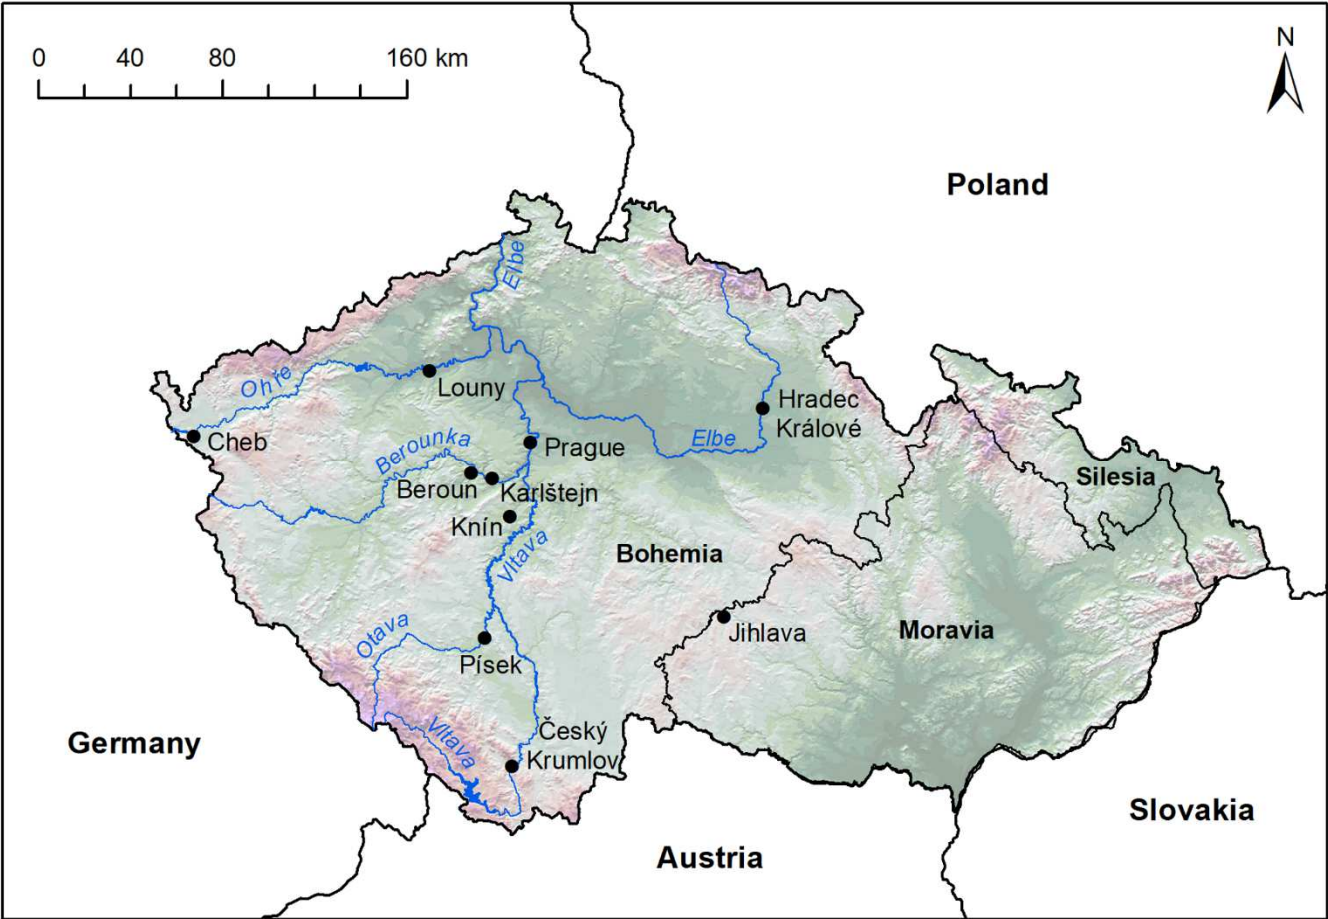 0 40 80 160 km
N
Poland
Elbe
Ohře
Louny
Hradec
Králové
Cheb
Berounka
Prague
Elbe
Beroun
Karlštejn
Silesia
Knín
Vltava
Bohemia
Otava
Jihlava
Moravia
Písek
Vltava
Český
Krumlov
Germany
Slovakia
Austria